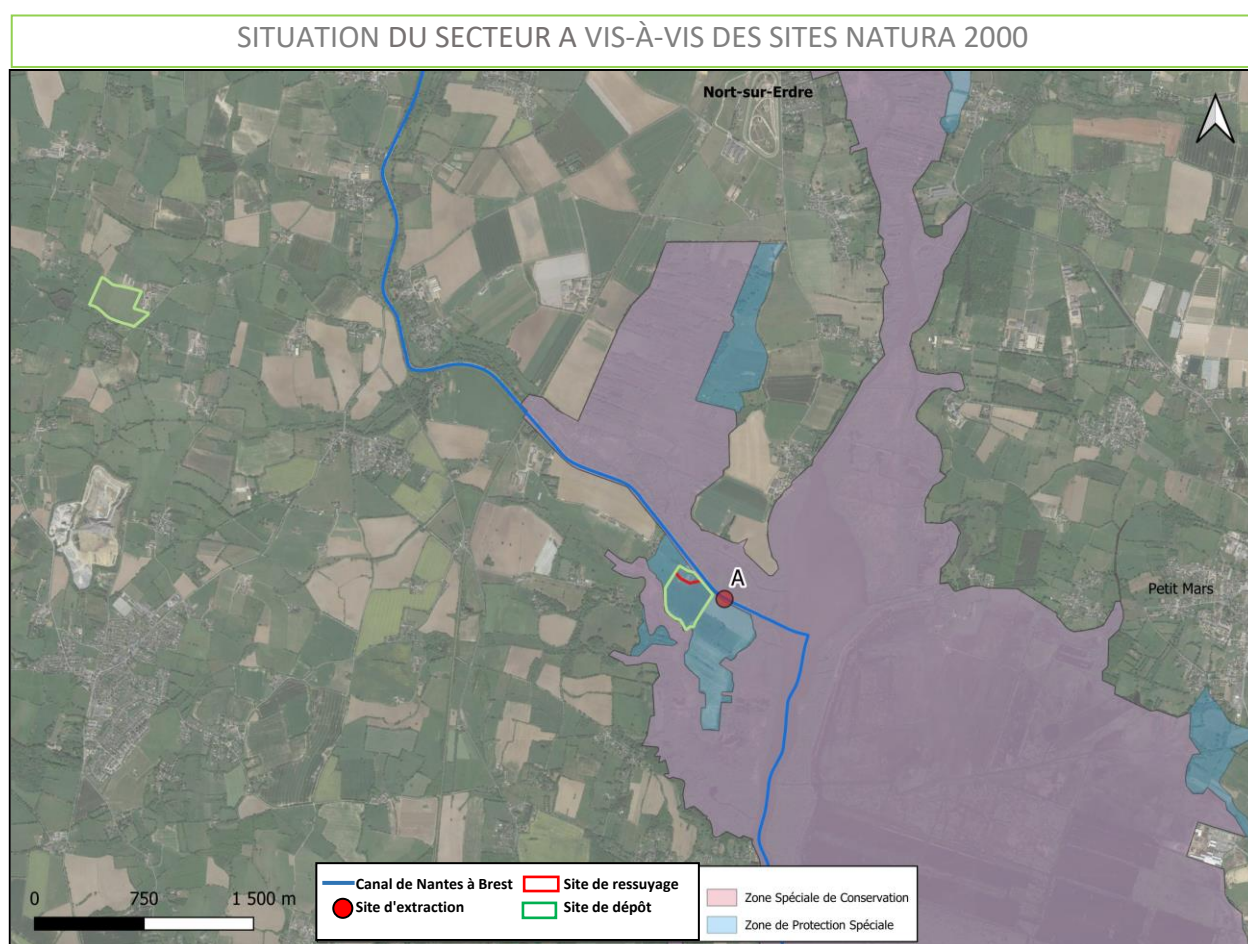 SITUATION DU SECTEUR A VIS-À-VIS DES SITES NATURA 2000
Nort-sur-Erdre
A
Petit Mars
0 750 1 500 m
Canal de Nantes à Brest
Site de ressuyage
Site d'extraction
Site de dépôt
Zone Spéciale de Conservation
Zone de Protection Spéciale